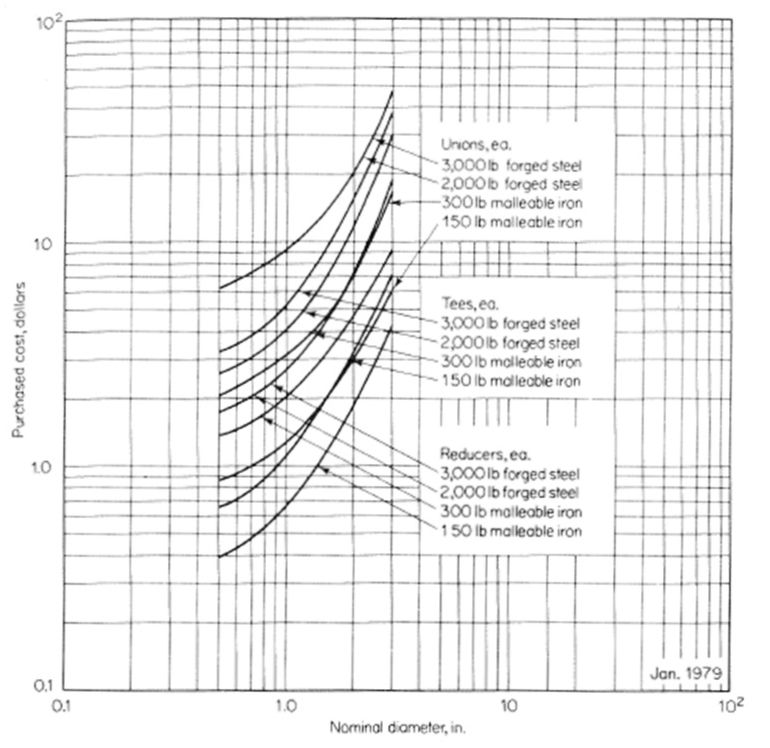 10²
10
1.0
0.1
Purchased cost, dollars
Unions, ea.
3,000 lb forged steel
2,000 lb forged steel
300 lb malleable iron
150 lb malleable iron
Tees, ea.
3,000 lb forged steel
2,000 lb forged steel
300 lb malleable iron
150 lb malleable iron
Reducers, ea.
3,000 lb forged steel
2,000 lb forged steel
300 lb malleable iron
150 lb malleable iron
Jan. 1979
0.1 1.0 10 10²
Nominal diameter, in.